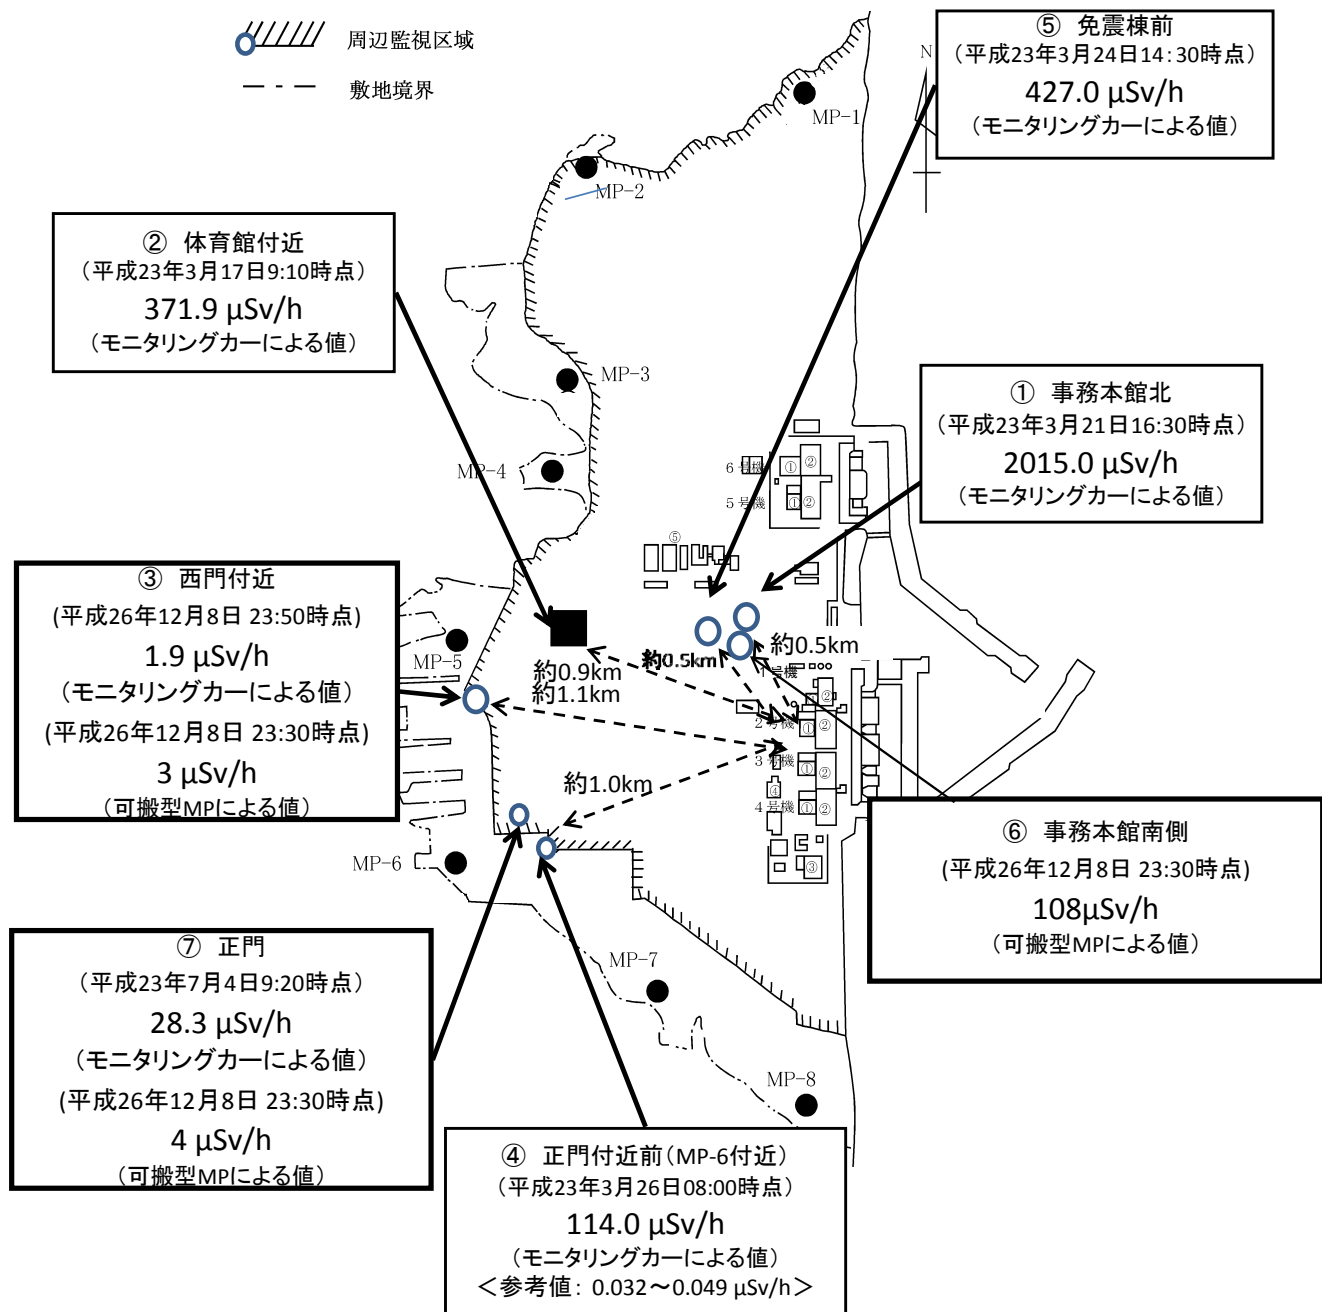 周辺監視区域
敷地境界
⑤ 免震棟前
(平成23年3月24日14:30時点)
427.0 μSv/h
(モニタリングカーによる値)
N
MP-1
MP-2
② 体育館付近
(平成23年3月17日9:10時点)
371.9 μSv/h
(モニタリングカーによる値)
MP-3
① 事務本館北
(平成23年3月21日16:30時点)
2015.0 μSv/h
(モニタリングカーによる値)
MP-4
6号機
①
②
5号機
①
②
⑤
③ 西門付近
(平成26年12月8日 23:50時点)
1.9 μSv/h
(モニタリングカーによる値)
(平成26年12月8日 23:30時点)
3 μSv/h
(可搬型MPによる値)
MP-5
約0.9km
約1.1km
約0.5km
約0.5km
1号機
②
2号機
①
②
3号機
①
②
④
4号機
①
②
③
約1.0km
MP-6
⑥ 事務本館南側
(平成26年12月8日 23:30時点)
108μSv/h
(可搬型MPによる値)
⑦ 正門
(平成23年7月4日9:20時点)
28.3 μSv/h
(モニタリングカーによる値)
(平成26年12月8日 23:30時点)
4 μSv/h
(可搬型MPによる値)
MP-7
MP-8
④ 正門付近前(MP-6付近)
(平成23年3月26日08:00時点)
114.0 μSv/h
(モニタリングカーによる値)
<参考値: 0.032~0.049 μSv/h>